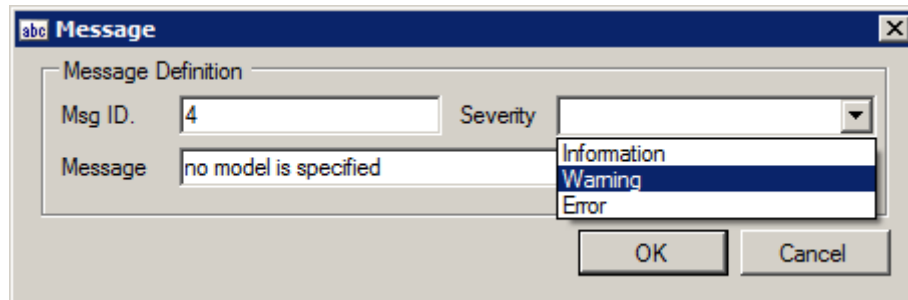 abc Message
Message Definition
Msg ID. 4 Severity
Information
Message no model is specified
Warning
Error
OK Cancel